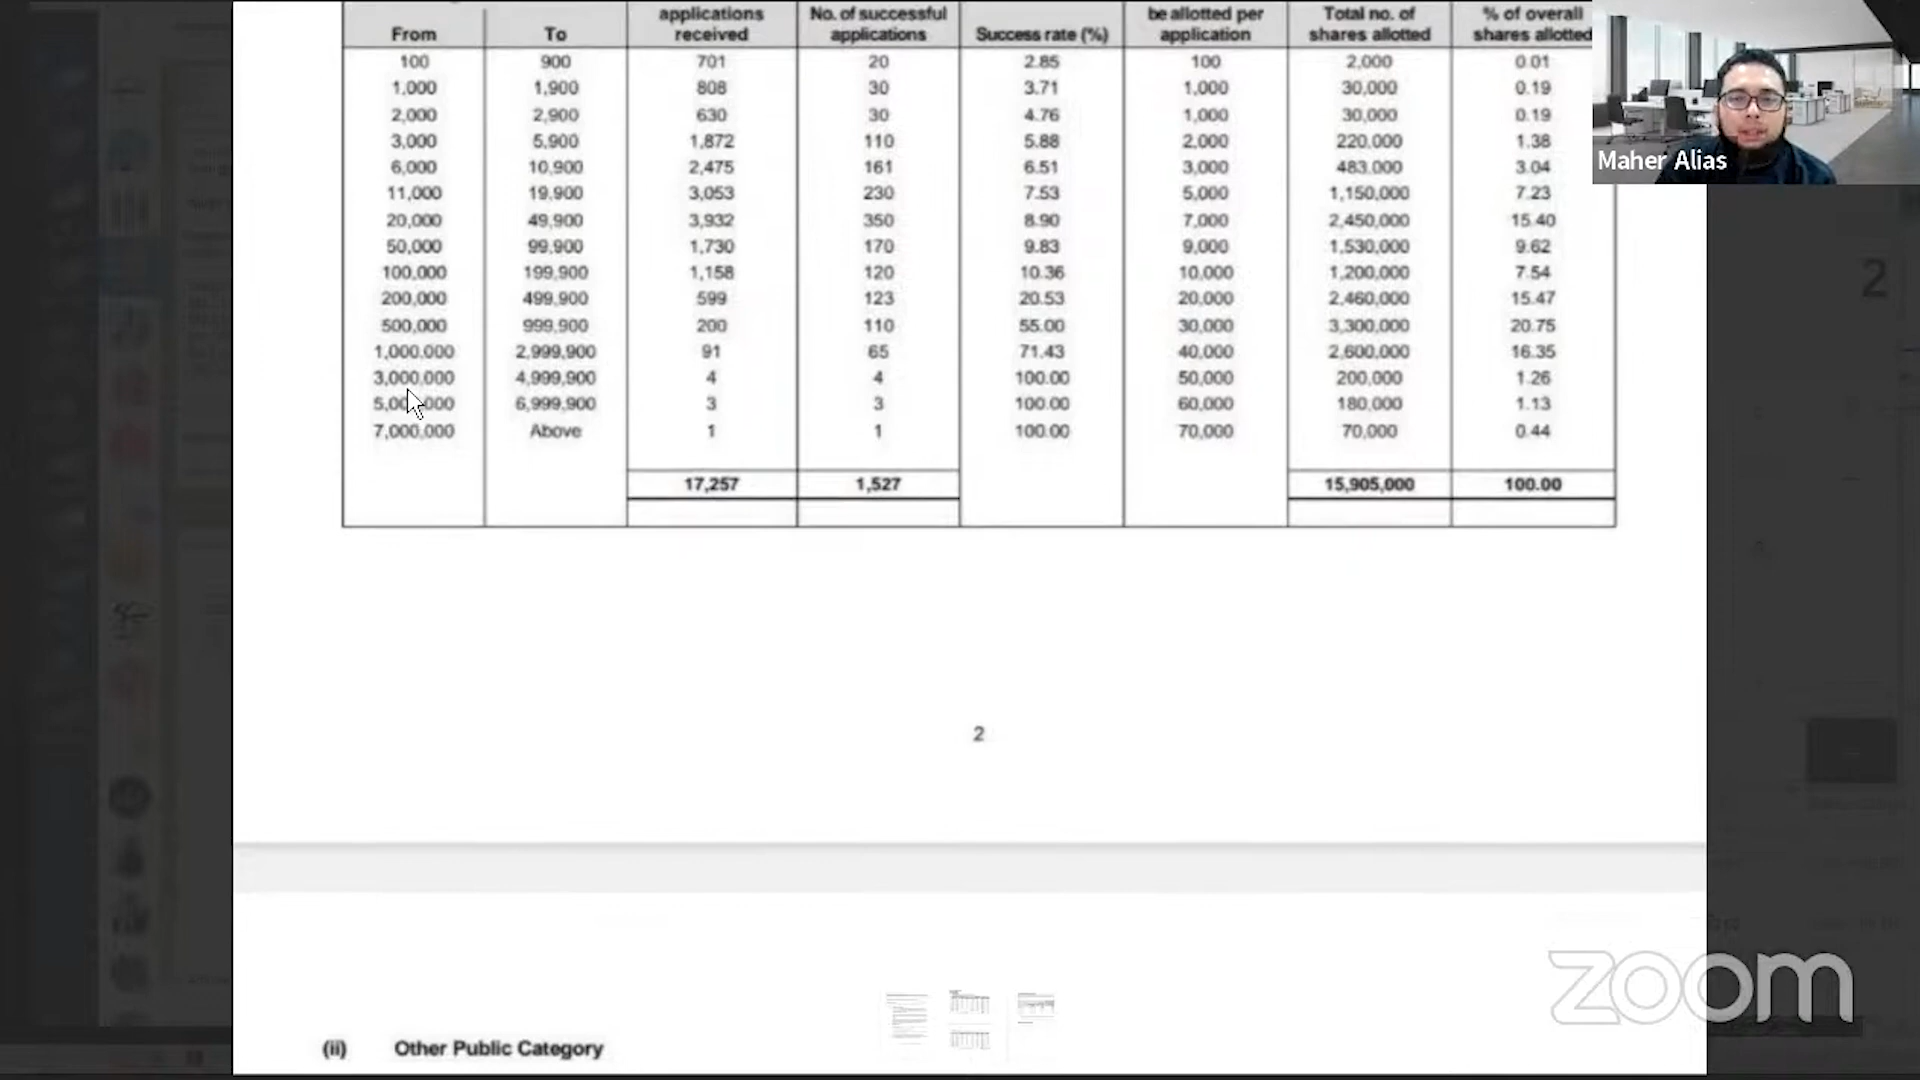 applications No. of successful be allotted per Total no. of % of overall
From To received applications Success rate (%) application shares allotted shares allotted
100 900 701 20 2.85 100 2,000 0.01
1,000 1,900 808 30 3.71 1,000 30,000 0.19
2,000 2,900 630 30 4.76 1,000 30,000 0.19
3,000 5,900 1,872 110 5.88 2,000 220,000 1.38
6,000 10,900 2,475 161 6.51 3,000 483,000 3.04
11,000 19,900 3,053 230 7.53 5,000 1,150,000 7.23
20,000 49,900 3,932 350 8.90 7,000 2,450,000 15.40
50,000 99,900 1,730 170 9.83 9,000 1,530,000 9.62
100,000 199,900 1,158 120 10.36 10,000 1,200,000 7.54
200,000 499,900 599 123 20.53 20,000 2,460,000 15.47
500,000 999,900 200 110 55.00 30,000 3,300,000 20.75
1,000,000 2,999,900 91 65 71.43 40,000 2,600,000 16.35
3,000,000 4,999,900 4 4 100.00 50,000 200,000 1.26
5,000,000 6,999,900 3 3 100.00 60,000 180,000 1.13
7,000,000 Above 1 1 100.00 70,000 70,000 0.44
17,257 1,527 15,905,000 100.00
2
(ii) Other Public Category
Maher Alias
2
zoom